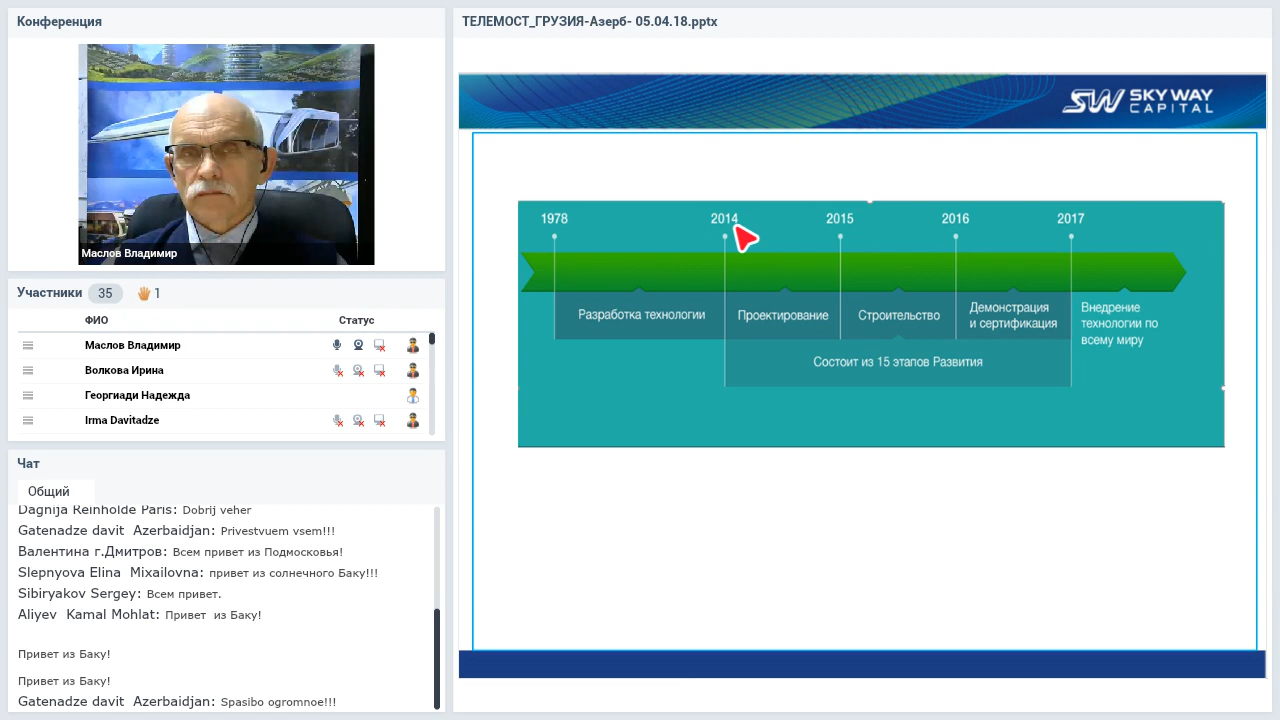 Конференция
Маслов Владимир
Участники 35 1
ФИО Статус
Маслов Владимир
Волкова Ирина
Георгиади Надежда
Irma Davitadze
Чат
Общий
Dagnija Reinholde Paris: Dobrij veher
Gatenadze davit Azerbaidjan: Privestvuem vsem!!!
Валентина г.Дмитров: Всем привет из Подмосковья!
Slepnyova Elina Mixailovna: привет из солнечного Баку!!!
Sibiryakov Sergey: Всем привет.
Aliyev Kamal Mohlat: Привет из Баку!
Привет из Баку!
Привет из Баку!
Gatenadze davit Azerbaidjan: Spasibo ogromnoe!!!
ТЕЛЕМОСТ_ГРУЗИЯ-Азерб- 05.04.18.pptx
SW SKY WAY
CAPITAL
1978 2014 2015 2016 2017
Разработка технологии
Проектирование
Строительство
Демонстрация
и сертификация
Внедрение
технологии по
всему миру
Состоит из 15 этапов Развития